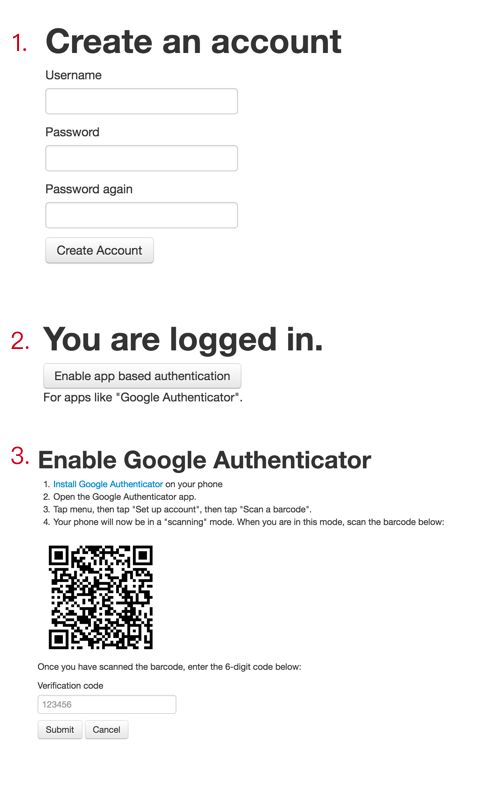 1. Create an account
Username
Password
Password again
Create Account
2. You are logged in.
Enable app based authentication
For apps like "Google Authenticator".
3. Enable Google Authenticator
1. Install Google Authenticator on your phone
2. Open the Google Authenticator app.
3. Tap menu, then tap "Set up account", then tap "Scan a barcode".
4. Your phone will now be in a "scanning" mode. When you are in this mode, scan the barcode below:
Once you have scanned the barcode, enter the 6-digit code below:
Verification code
123456
Submit Cancel